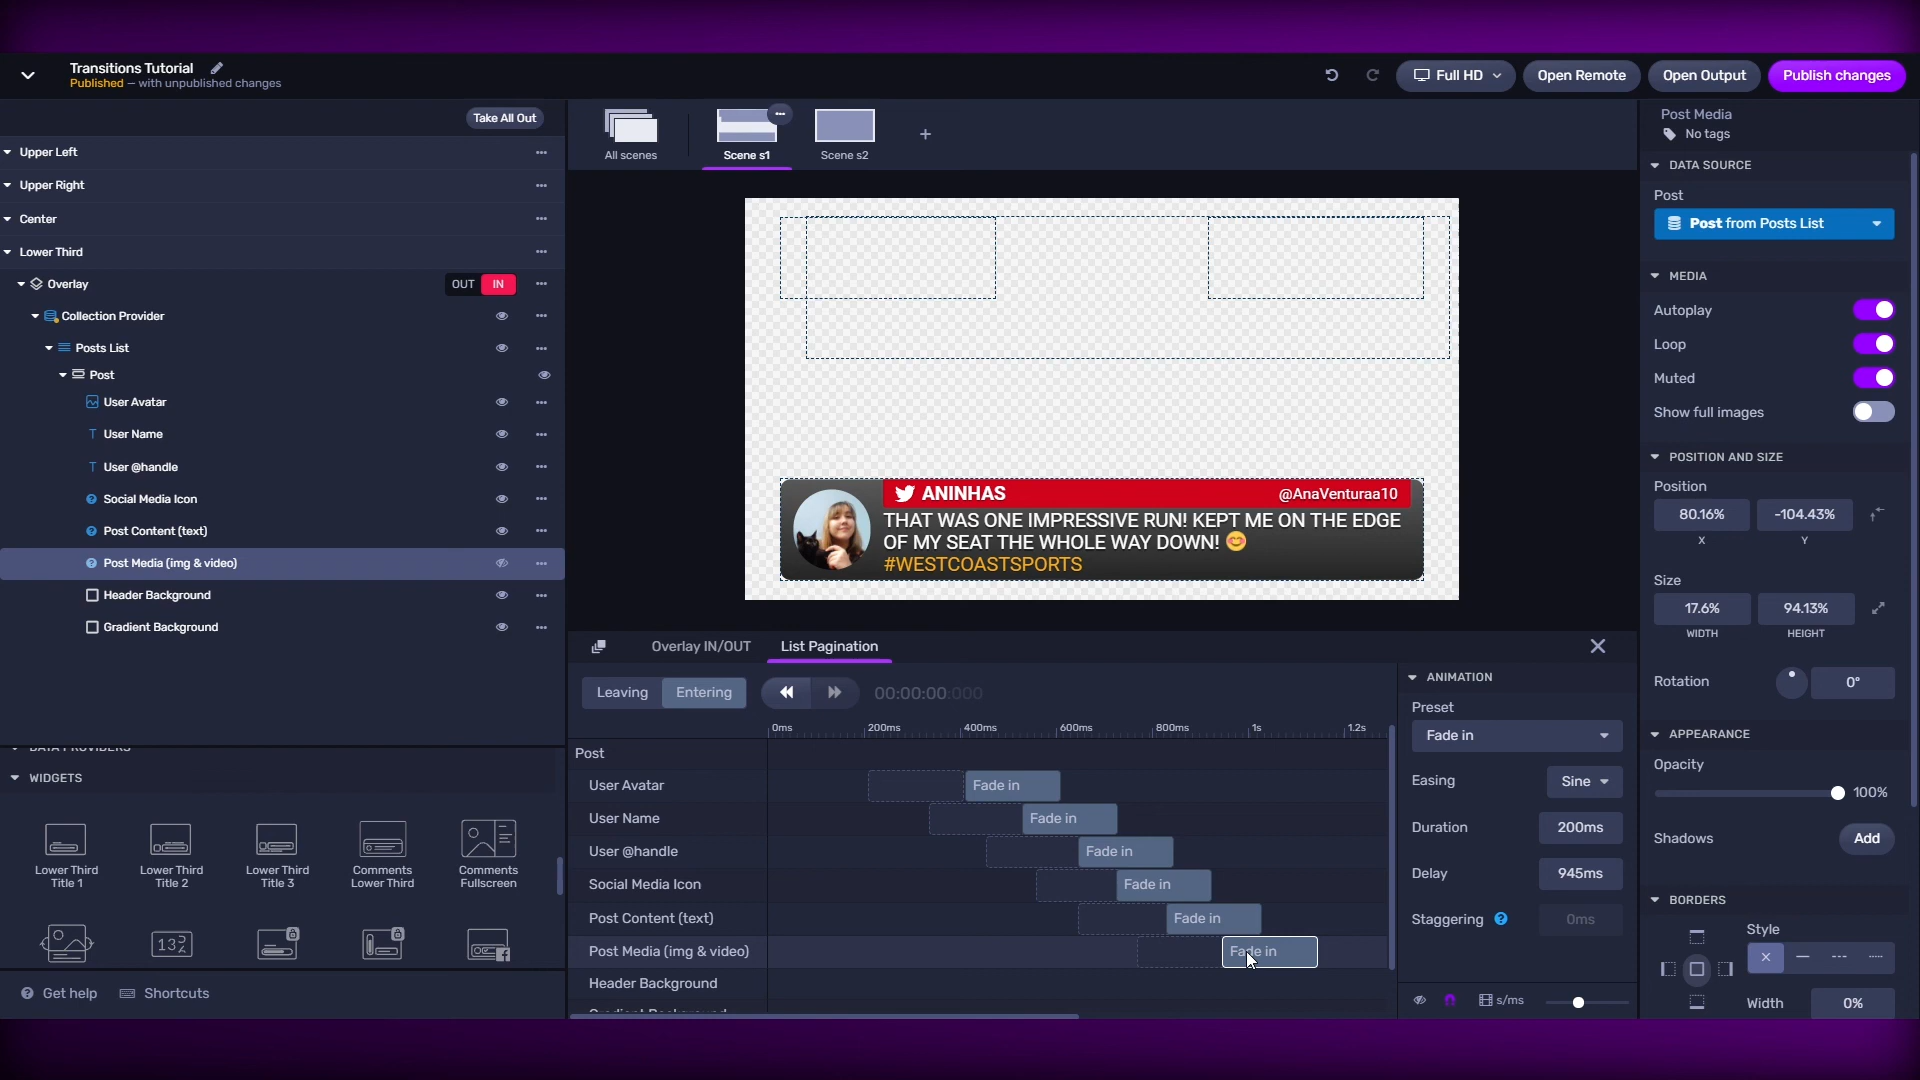 Transitions Tutorial
Published – with unpublished changes
Full HD
Open Remote
Open Output
Publish changes
Take All Out
Upper Left
Upper Right
Center
Lower Third
Overlay
OUT IN
Collection Provider
Posts List
Post
User Avatar
User Name
User @handle
Social Media Icon
Post Content (text)
Post Media (img & video)
Header Background
Gradient Background
DATA PROVIDERS
WIDGETS
Lower Third
Title 1
Lower Third
Title 2
Lower Third
Title 3
Comments
Lower Third
Comments
Fullscreen
Get help
Shortcuts
All scenes
Scene s1
Scene s2
ANINHAS
@AnaVenturaa10
THAT WAS ONE IMPRESSIVE RUN! KEPT ME ON THE EDGE
OF MY SEAT THE WHOLE WAY DOWN! 😊
#WESTCOASTSPORTS
Overlay IN/OUT
List Pagination
Leaving
Entering
00:00:00:000
0ms 200ms 400ms 600ms 800ms 1s 1.2s
Post
User Avatar
Fade in
User Name
Fade in
User @handle
Fade in
Social Media Icon
Fade in
Post Content (text)
Fade in
Post Media (img & video)
Fade in
Header Background
Gradient Background
ANIMATION
Preset
Fade in
Easing
Sine
Duration
200ms
Delay
945ms
Staggering
0ms
s/ms
Post Media
No tags
DATA SOURCE
Post
Post from Posts List
MEDIA
Autoplay
Loop
Muted
Show full images
POSITION AND SIZE
Position
80.16% -104.43%
X Y
Size
17.6% 94.13%
WIDTH HEIGHT
Rotation
0°
APPEARANCE
Opacity
100%
Shadows
Add
BORDERS
Style
Width
0%